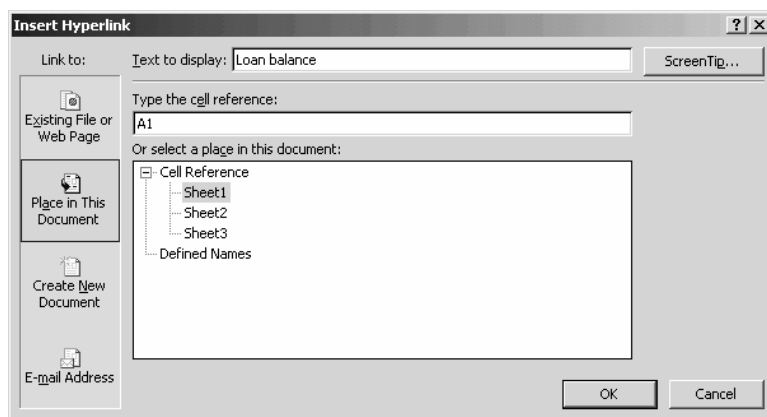 Insert Hyperlink
Link to:
Text to display: Loan balance
ScreenTip...
Existing File or
Web Page
Place in This
Document
Create New
Document
E-mail Address
Type the cell reference:
A1
Or select a place in this document:
Cell Reference
Sheet1
Sheet2
Sheet3
Defined Names
OK
Cancel